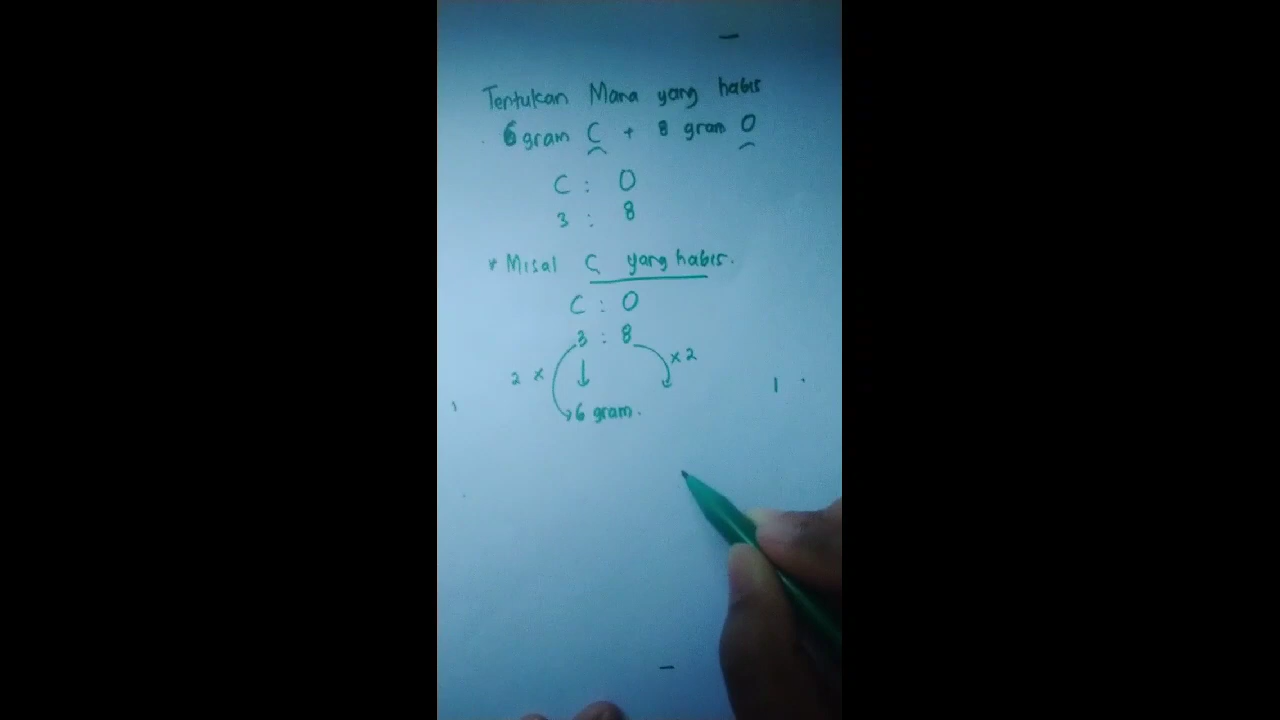 Tentukan Mana yang habis
6 gram C + 8 gram O
C : O
3 : 8
* Misal C yang habis.
C : O
3 : 8
2 x x 2
6 gram.